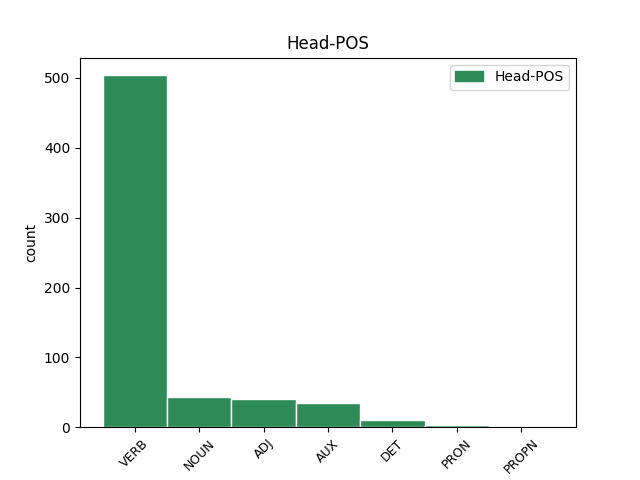 Head-POS
Head-POS
500
400
300
200
100
0
count
VERB
NOUN
ADJ
AUX
DET
PRON
PROPN